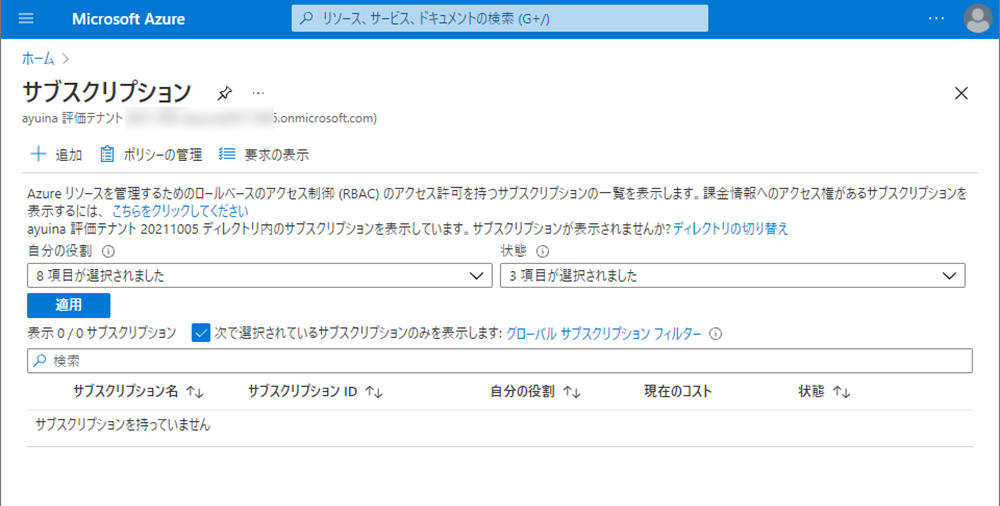 Microsoft Azure
リソース、サービス、ドキュメントの検索 (G+/)
ホーム
サブスクリプション
ayuina 評価テナント .onmicrosoft.com)
追加 ポリシーの管理 要求の表示
Azure リソースを管理するためのロールベースのアクセス制御 (RBAC) のアクセス許可を持つサブスクリプションの一覧を表示します。課金情報へのアクセス権があるサブスクリプションを
表示するには、こちらをクリックしてください
ayuina 評価テナント 20211005 ディレクトリ内のサブスクリプションを表示しています。サブスクリプションが表示されませんか? ディレクトリの切り替え
自分の役割 状態
8 項目が選択されました 3 項目が選択されました
適用
表示 0 / 0 サブスクリプション 次で選択されているサブスクリプションのみを表示します: グローバル サブスクリプション フィルター
検索
サブスクリプション名 サブスクリプション ID 自分の役割 現在のコスト 状態
サブスクリプションを持っていません